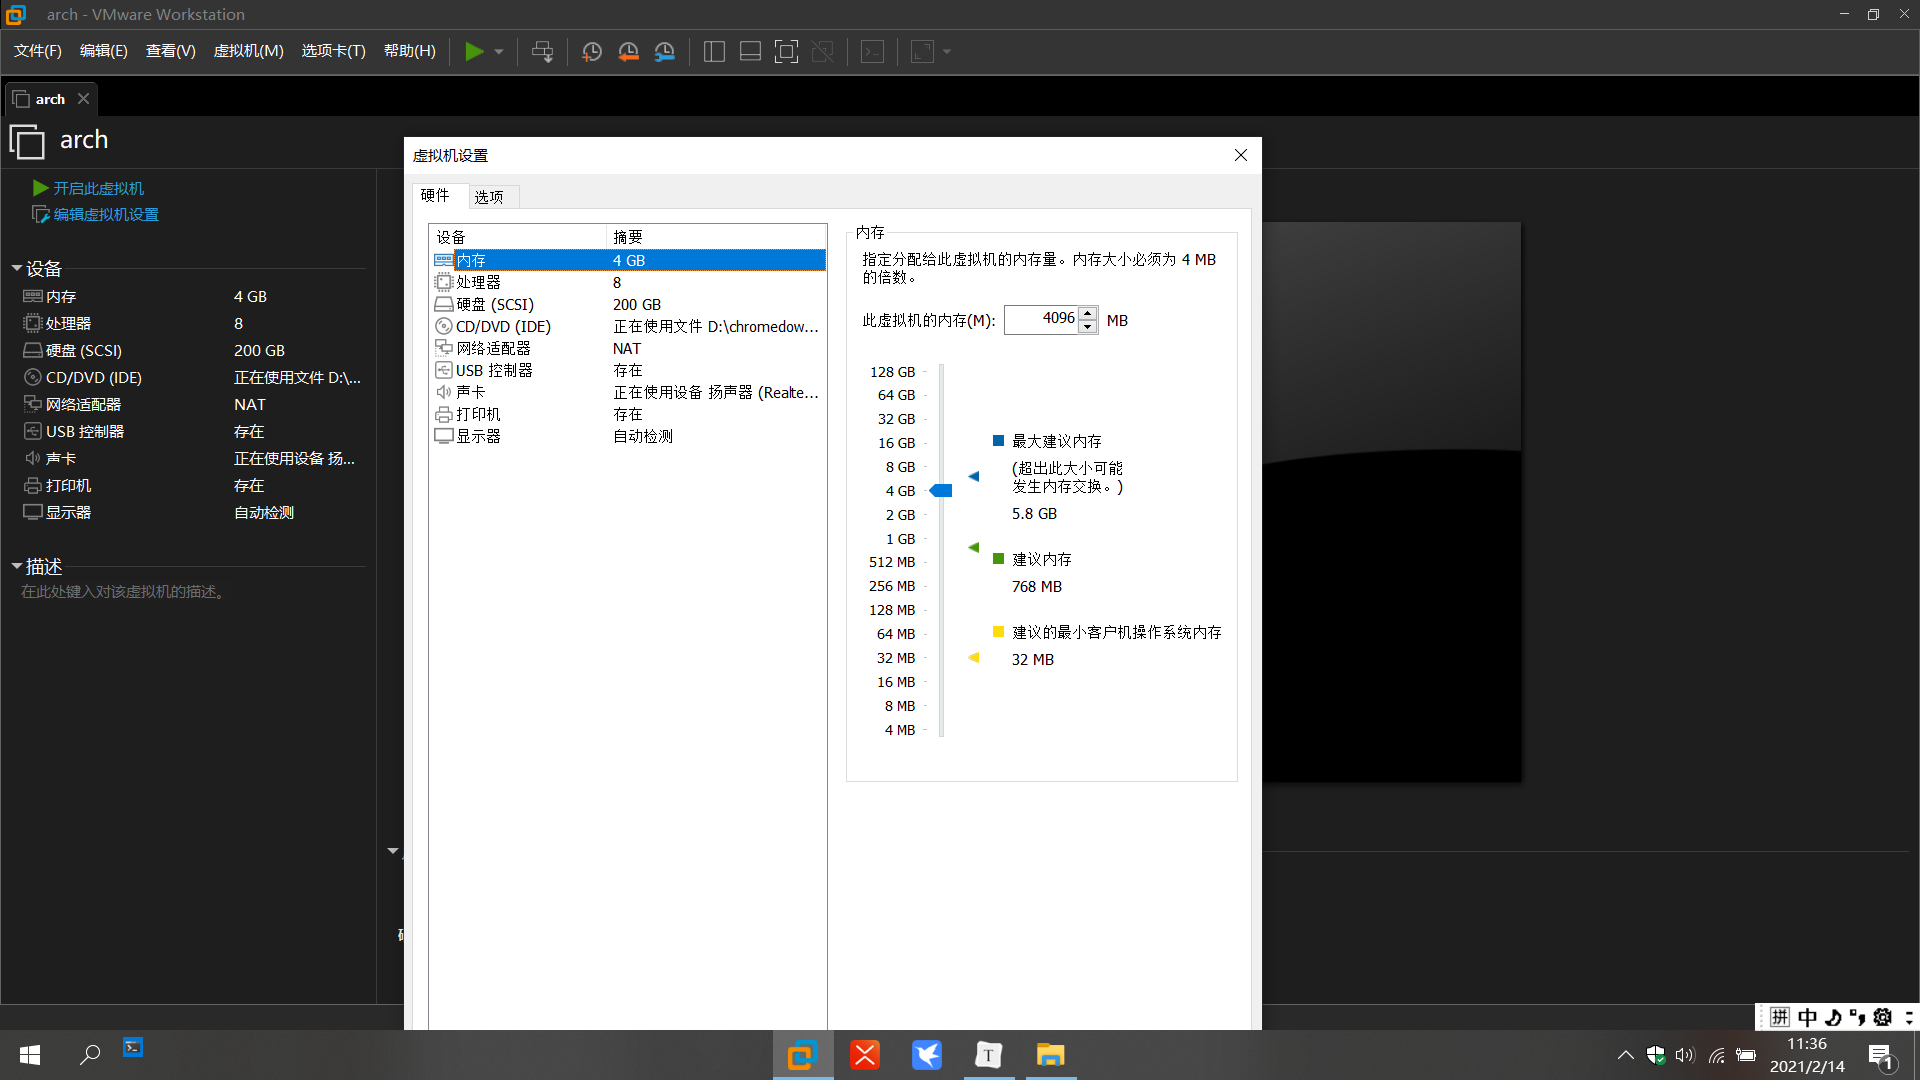 arch - VMware Workstation
文件(F) 编辑(E) 查看(V) 虚拟机(M) 选项卡(T) 帮助(H)
arch
arch
开启此虚拟机
编辑虚拟机设置
设备
内存 4 GB
处理器 8
硬盘 (SCSI) 200 GB
CD/DVD (IDE) 正在使用文件 D:\...
网络适配器 NAT
USB 控制器 存在
声卡 正在使用设备 扬...
打印机 存在
显示器 自动检测
描述
在此处键入对该虚拟机的描述。
虚拟机设置
硬件 选项
设备 摘要
内存 4 GB
处理器 8
硬盘 (SCSI) 200 GB
CD/DVD (IDE) 正在使用文件 D:\chromedow...
网络适配器 NAT
USB 控制器 存在
声卡 正在使用设备 扬声器 (Realte...
打印机 存在
显示器 自动检测
内存
指定分配给此虚拟机的内存量。内存大小必须为 4 MB
的倍数。
此虚拟机的内存(M): 4096 MB
128 GB
64 GB
32 GB
16 GB
8 GB
4 GB
2 GB
1 GB
512 MB
256 MB
128 MB
64 MB
32 MB
16 MB
8 MB
4 MB
最大建议内存
(超出此大小可能
发生内存交换。)
5.8 GB
建议内存
768 MB
建议的最小客户机操作系统内存
32 MB
拼 中
T
11:36
2021/2/14
1